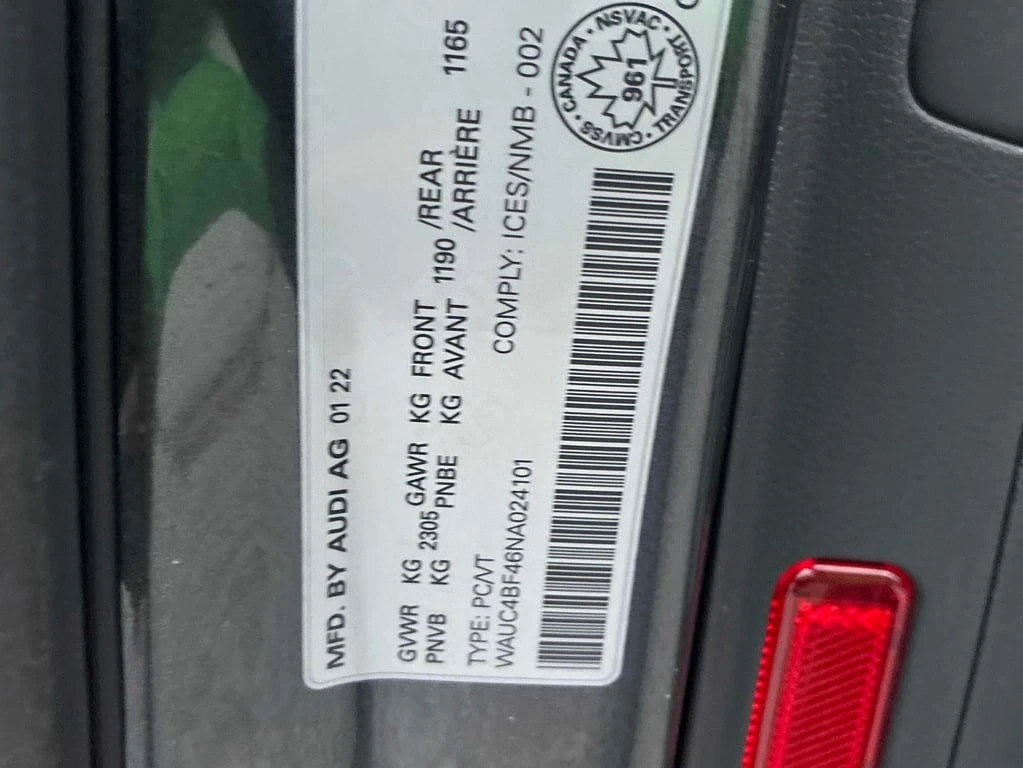 MFD. BY AUDI AG 01 22
GVWR KG 2305 GAWR KG FRONT 1190 /REAR 1165
PNVB KG PNBE KG AVANT /ARRIÈRE
TYPE: PC/VT COMPLY: ICES/NMB - 002
WAUC4BF46NA024101
CANADA · NSVAC · TRANSPORT · CMVSS ·
961